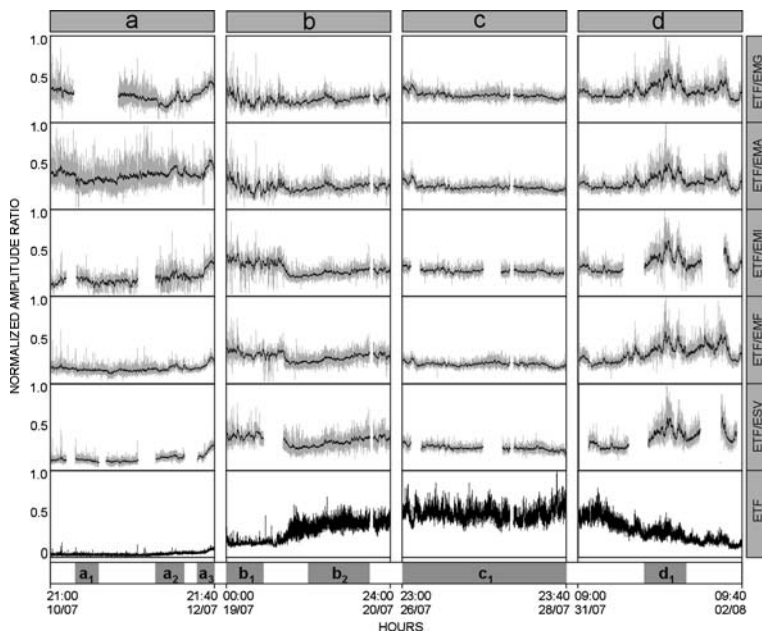 a b c d
1.0
0.5
ETF/EMG
1.0
0.5
ETF/EMA
1.0
0.5
ETF/EMI
1.0
0.5
ETF/EMF
1.0
0.5
ETF/ESV
1.0
0.5
0
ETF
NORMALIZED AMPLITUDE RATIO
a1 a2 a3 b1 b2 c1 d1
21:00 21:40 00:00 24:00 23:00 23:40 09:00 09:40
10/07 12/07 19/07 20/07 26/07 28/07 31/07 02/08
HOURS